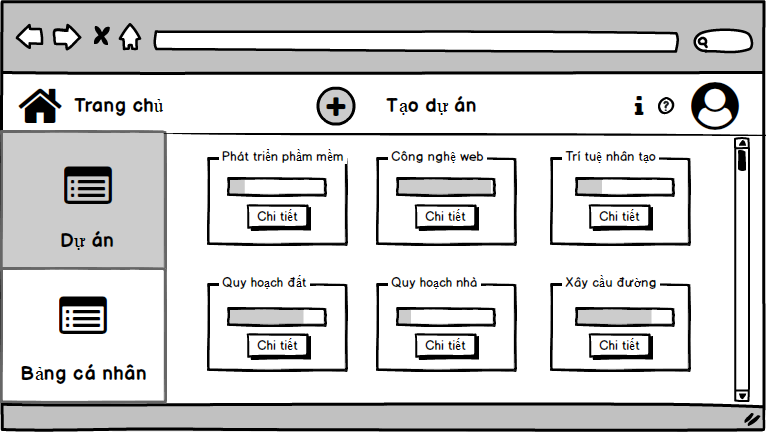 Trang chủ
Tạo dự án
i ?
Phát triển phầm mềm
Công nghệ web
Trí tuệ nhân tạo
Chi tiết
Chi tiết
Chi tiết
Dự án
Quy hoạch đất
Quy hoạch nhà
Xây cầu đường
Chi tiết
Chi tiết
Chi tiết
Bảng cá nhân